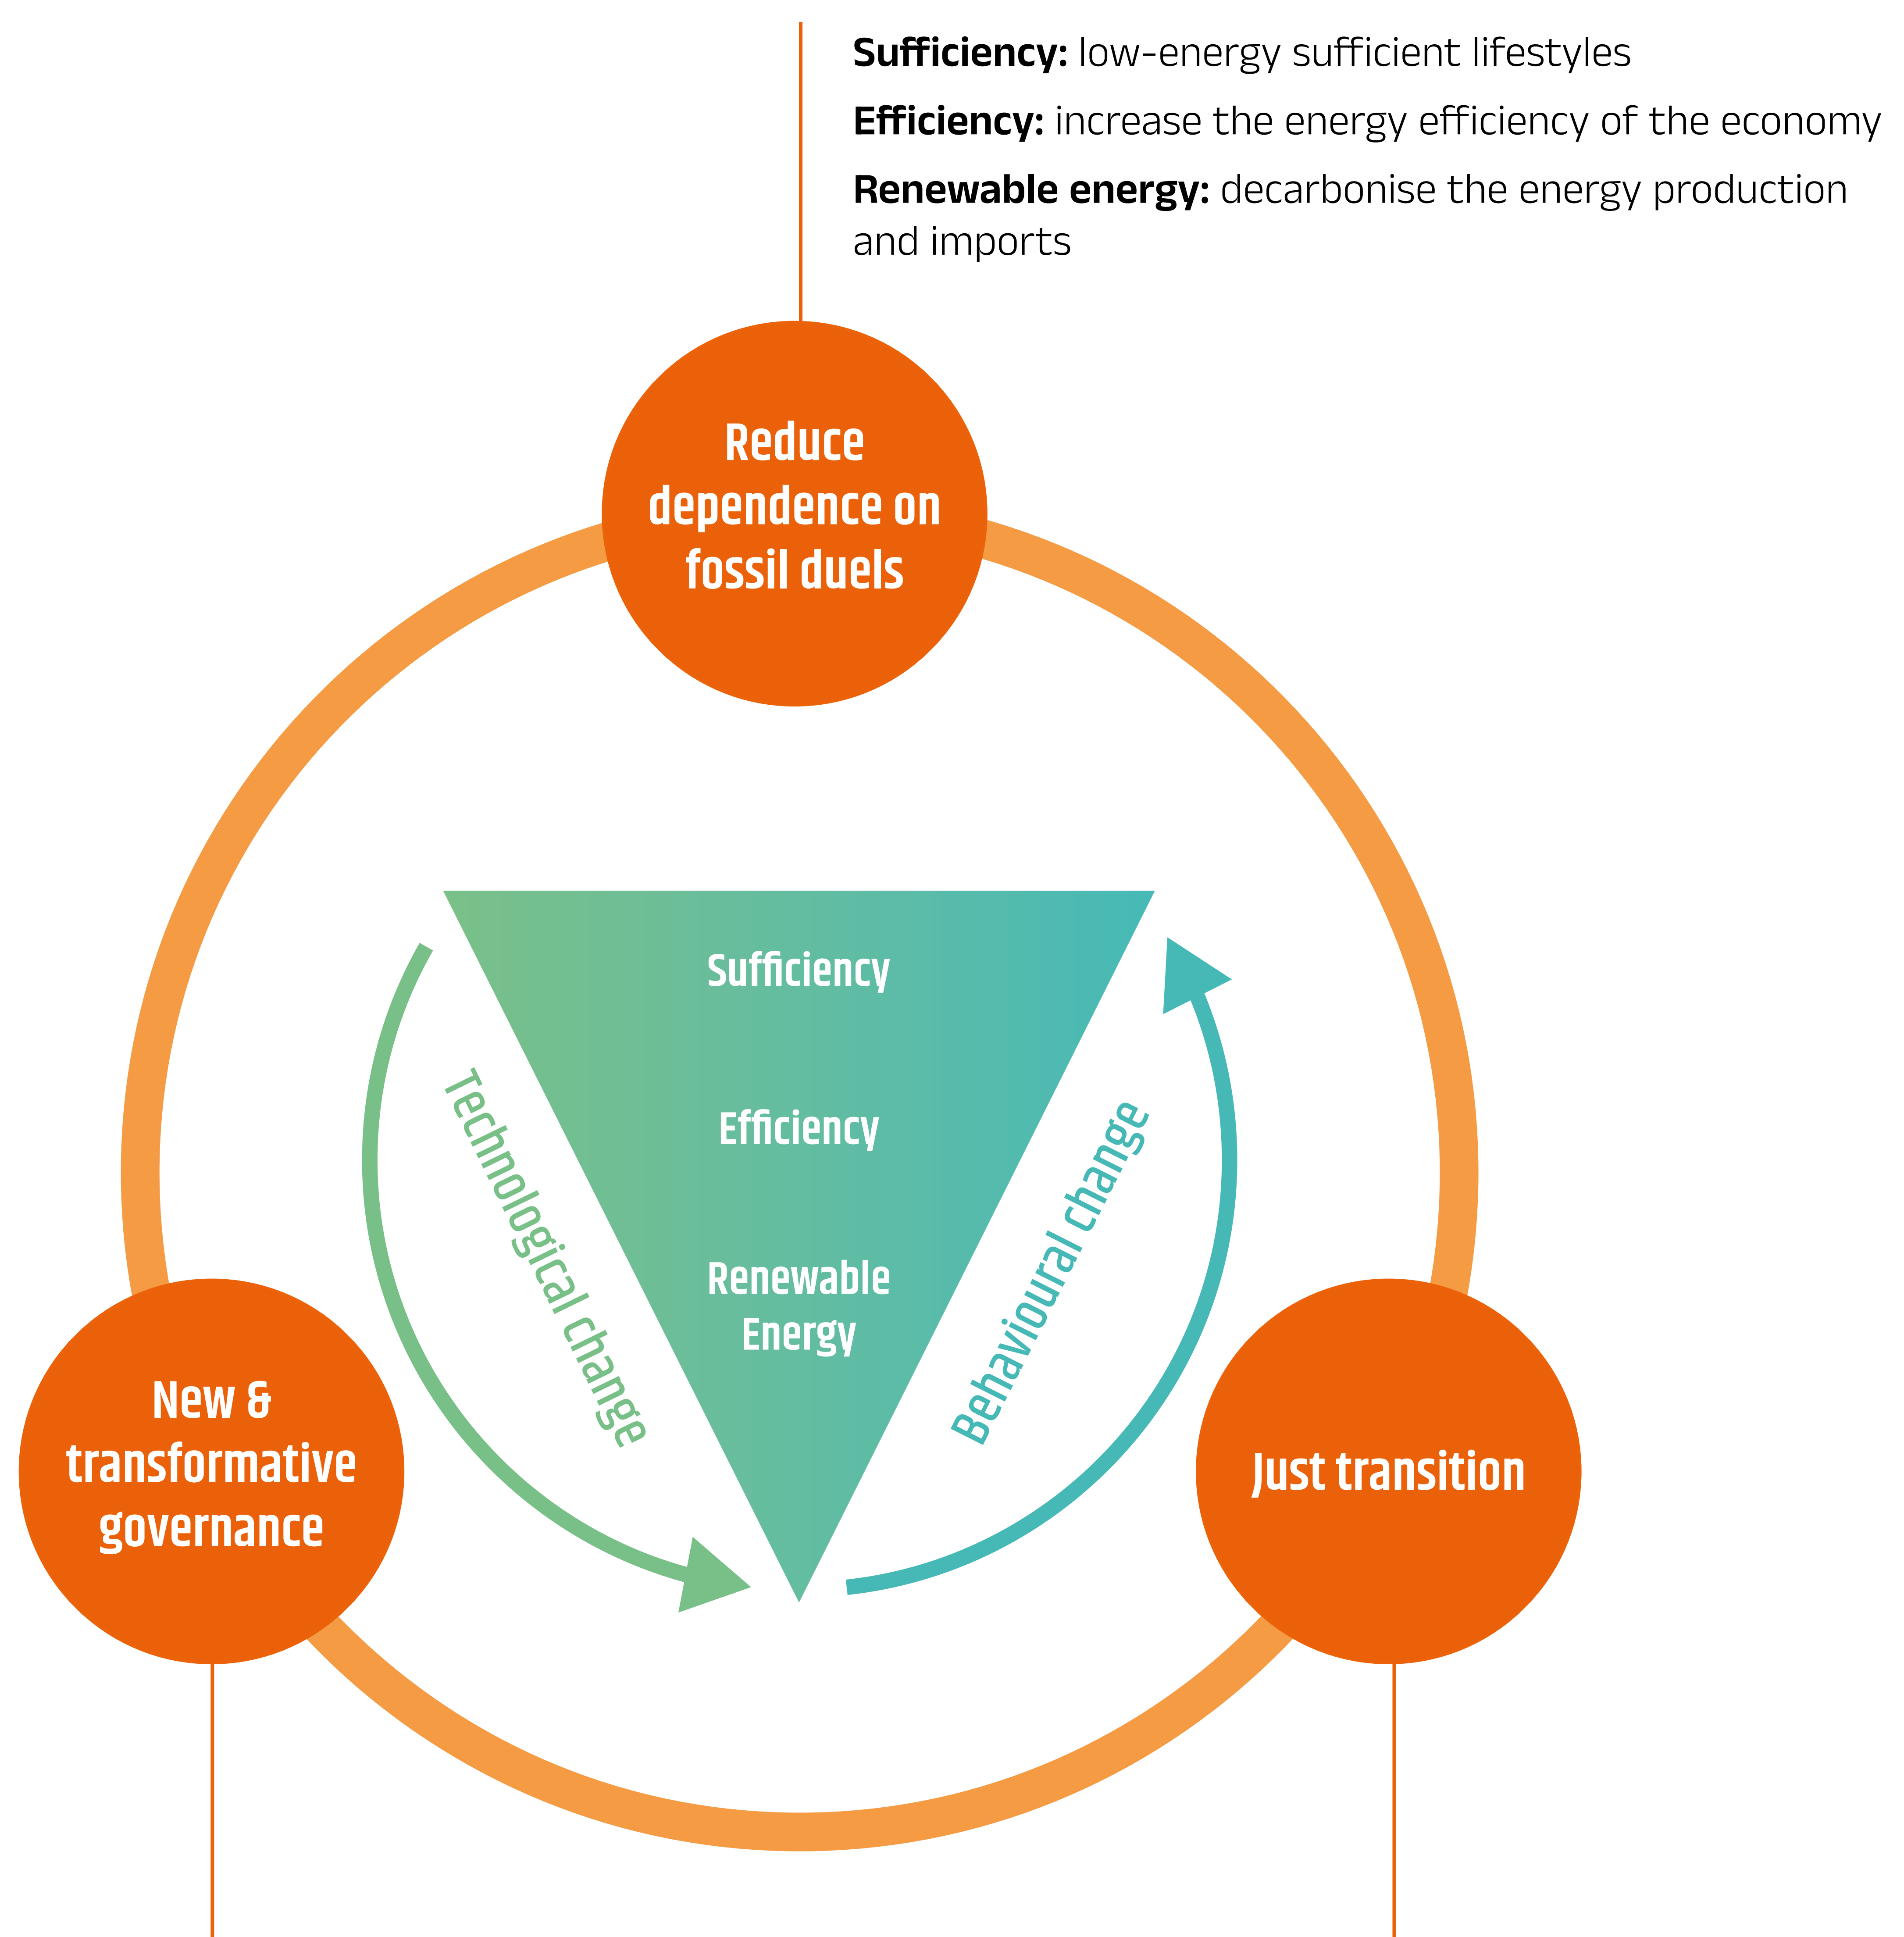 Sufficiency: low-energy sufficient lifestyles
Efficiency: increase the energy efficiency of the economy
Renewable energy: decarbonise the energy production
and imports
Reduce
dependence on
fossil duels
Sufficiency
Efficiency
Renewable
Energy
Technological change
Behavioural change
New &
transformative
governance
Just transition